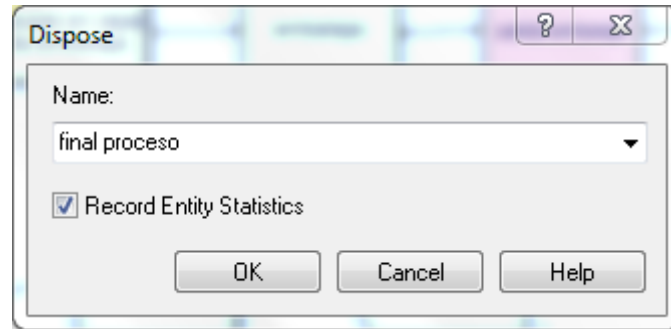 Dispose
Name:
final proceso
Record Entity Statistics
OK Cancel Help